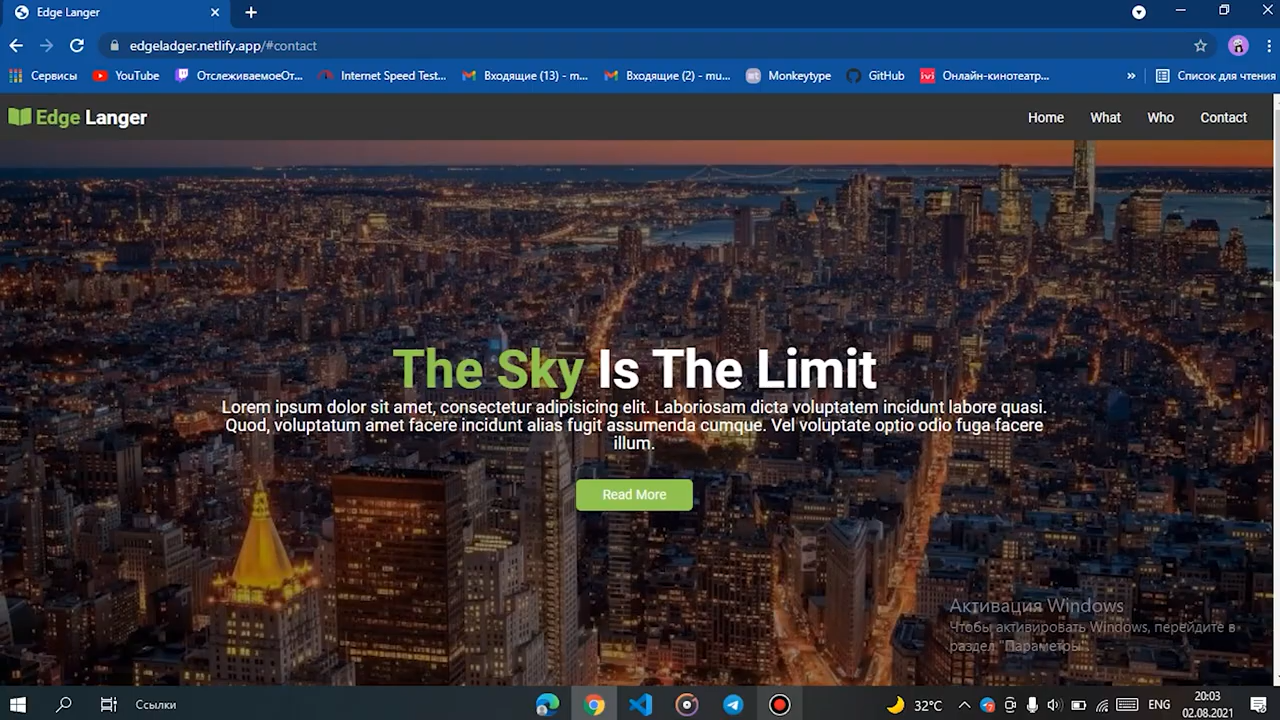 Edge Langer
edgeladger.netlify.app/#contact
Сервисы YouTube ОтслеживаемоеОт... Internet Speed Test... Входящие (13) - m... Входящие (2) - mu... Monkeytype GitHub Онлайн-кинотеатр... » Список для чтения
Edge Langer
Home What Who Contact
The Sky Is The Limit
Lorem ipsum dolor sit amet, consectetur adipisicing elit. Laboriosam dicta voluptatem incidunt labore quasi.
Quod, voluptatum amet facere incidunt alias fugit assumenda cumque. Vel voluptate optio odio fuga facere
illum.
Read More
Активация Windows
Чтобы активировать Windows, перейдите в
раздел "Параметры".
Ссылки
32°C
ENG
20:03
02.08.2021